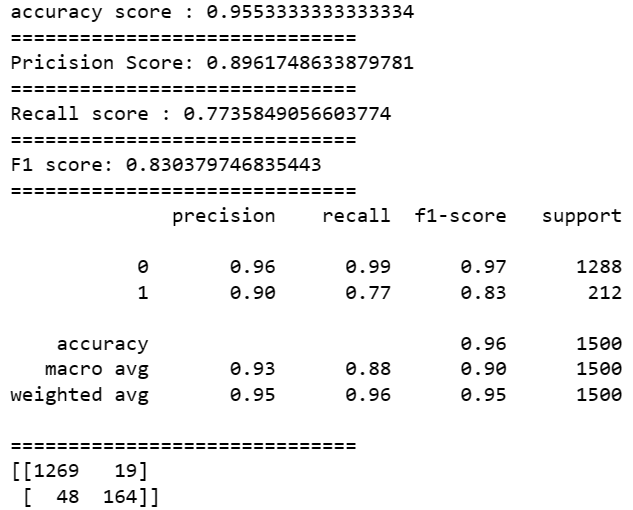 accuracy score : 0.9553333333333334
==============================
Pricision Score: 0.8961748633879781
==============================
Recall score : 0.7735849056603774
==============================
F1 score: 0.830379746835443
==============================
              precision    recall  f1-score   support

           0       0.96      0.99      0.97      1288
           1       0.90      0.77      0.83       212

    accuracy                           0.96      1500
   macro avg       0.93      0.88      0.90      1500
weighted avg       0.95      0.96      0.95      1500

==============================
[[1269   19]
 [  48  164]]